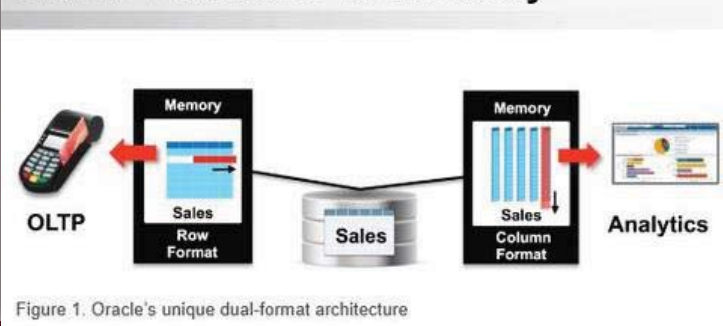 Memory
Sales
Row
Format
OLTP
Sales
Memory
Sales
Column
Format
Analytics
Figure 1. Oracle's unique dual-format architecture